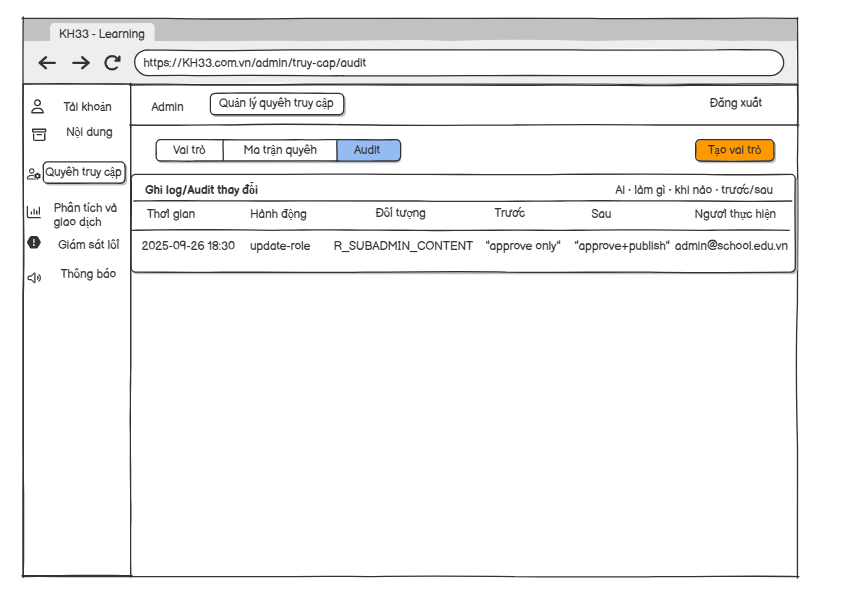 KH33 - Learning
https://KH33.com.vn/admin/truy-cap/audit
Tài khoản
Nội dung
Quyền truy cập
Phân tích và
giao dịch
Giám sát lỗi
Thông báo
Admin
Quản lý quyền truy cập
Đăng xuất
Vai trò
Ma trận quyền
Audit
Tạo vai trò
Ghi log/Audit thay đổi
Ai · làm gì · khi nào · trước/sau
Thời gian
Hành động
Đối tượng
Trước
Sau
Người thực hiện
2025-09-26 18:30
update-role
R_SUBADMIN_CONTENT
"approve only"
"approve+publish"
admin@school.edu.vn